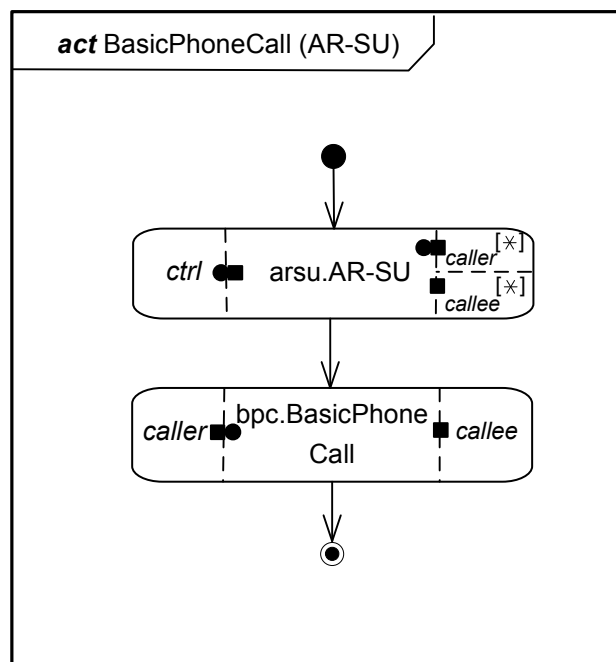 act BasicPhoneCall (AR-SU)
ctrl
arsu.AR-SU
caller [*]
callee [*]
caller
bpc.BasicPhone
Call
callee